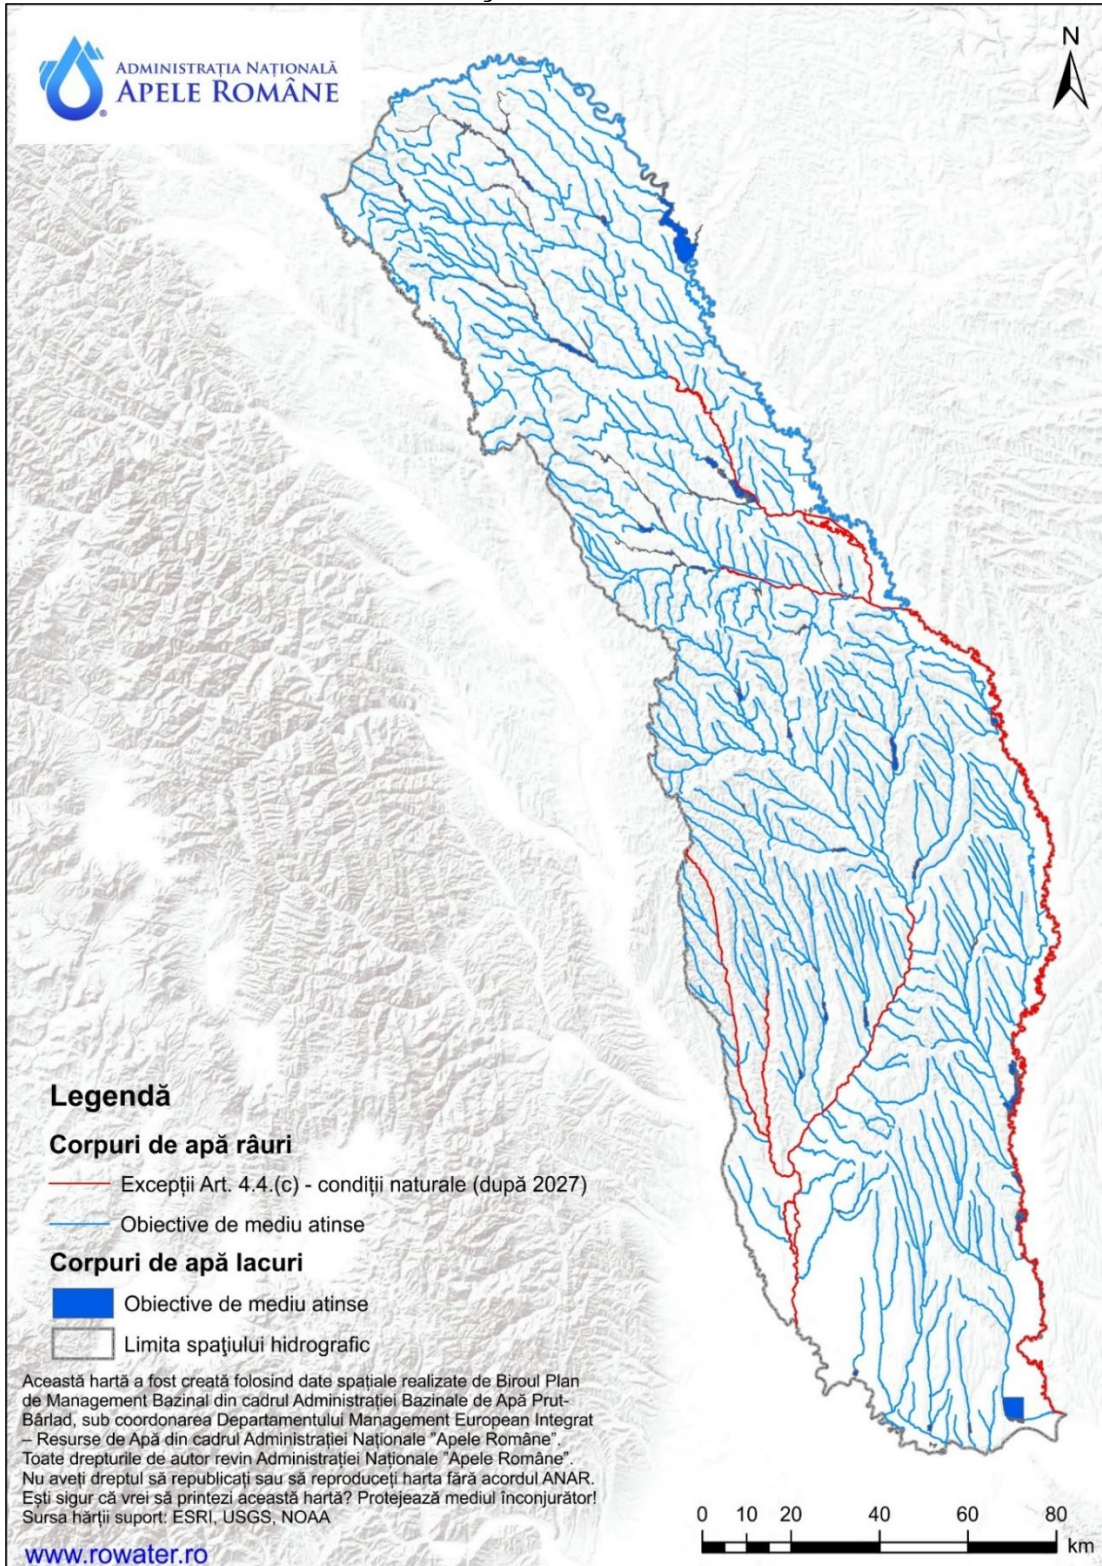 ADMINISTRAȚIA NAȚIONALĂ
APELE ROMÂNE
®
N
Legendă
Corpuri de apă râuri
Excepții Art. 4.4.(c) - condiții naturale (după 2027)
Obiective de mediu atinse
Corpuri de apă lacuri
Obiective de mediu atinse
Limita spaţiului hidrografic
Această hartă a fost creată folosind date spațiale realizate de Biroul Plan
de Management Bazinal din cadrul Administrației Bazinale de Apă Prut-
Bârlad, sub coordonarea Departamentului Management European Integrat
– Resurse de Apă din cadrul Administrației Naționale "Apele Române".
Toate drepturile de autor revin Administrației Naționale "Apele Române".
Nu aveți dreptul să republicați sau să reproduceți harta fără acordul ANAR.
Ești sigur că vrei să printezi această hartă? Protejează mediul înconjurător!
Sursa hărții suport: ESRI, USGS, NOAA
www.rowater.ro
0 10 20 40 60 80
km